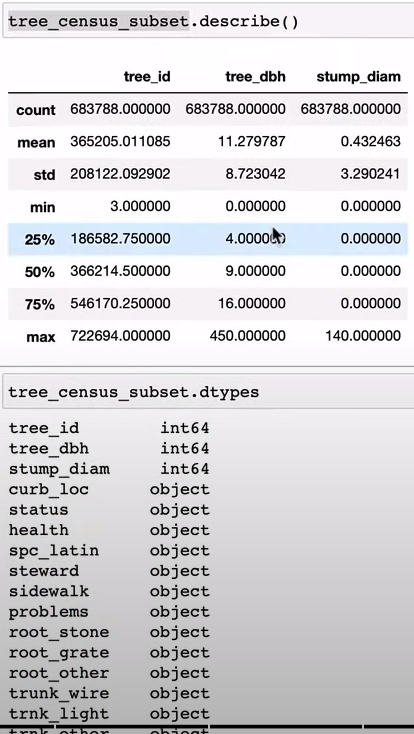 tree_census_subset.describe()
tree_id tree_dbh stump_diam
count 683788.000000 683788.000000 683788.000000
mean 365205.011085 11.279787 0.432463
std 208122.092902 8.723042 3.290241
min 3.000000 0.000000 0.000000
25% 186582.750000 4.000000 0.000000
50% 366214.500000 9.000000 0.000000
75% 546170.250000 16.000000 0.000000
max 722694.000000 450.000000 140.000000
tree_census_subset.dtypes
tree_id int64
tree_dbh int64
stump_diam int64
curb_loc object
status object
health object
spc_latin object
steward object
sidewalk object
problems object
root_stone object
root_grate object
root_other object
trunk_wire object
trnk_light object
trnk_other object